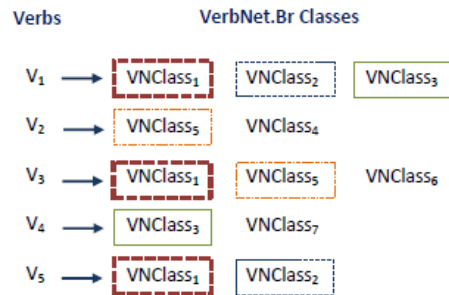 Verbs VerbNet.Br Classes
V₁ VNClass₁ VNClass₂ VNClass₃
V₂ VNClass₅ VNClass₄
V₃ VNClass₁ VNClass₅ VNClass₆
V₄ VNClass₃ VNClass₇
V₅ VNClass₁ VNClass₂